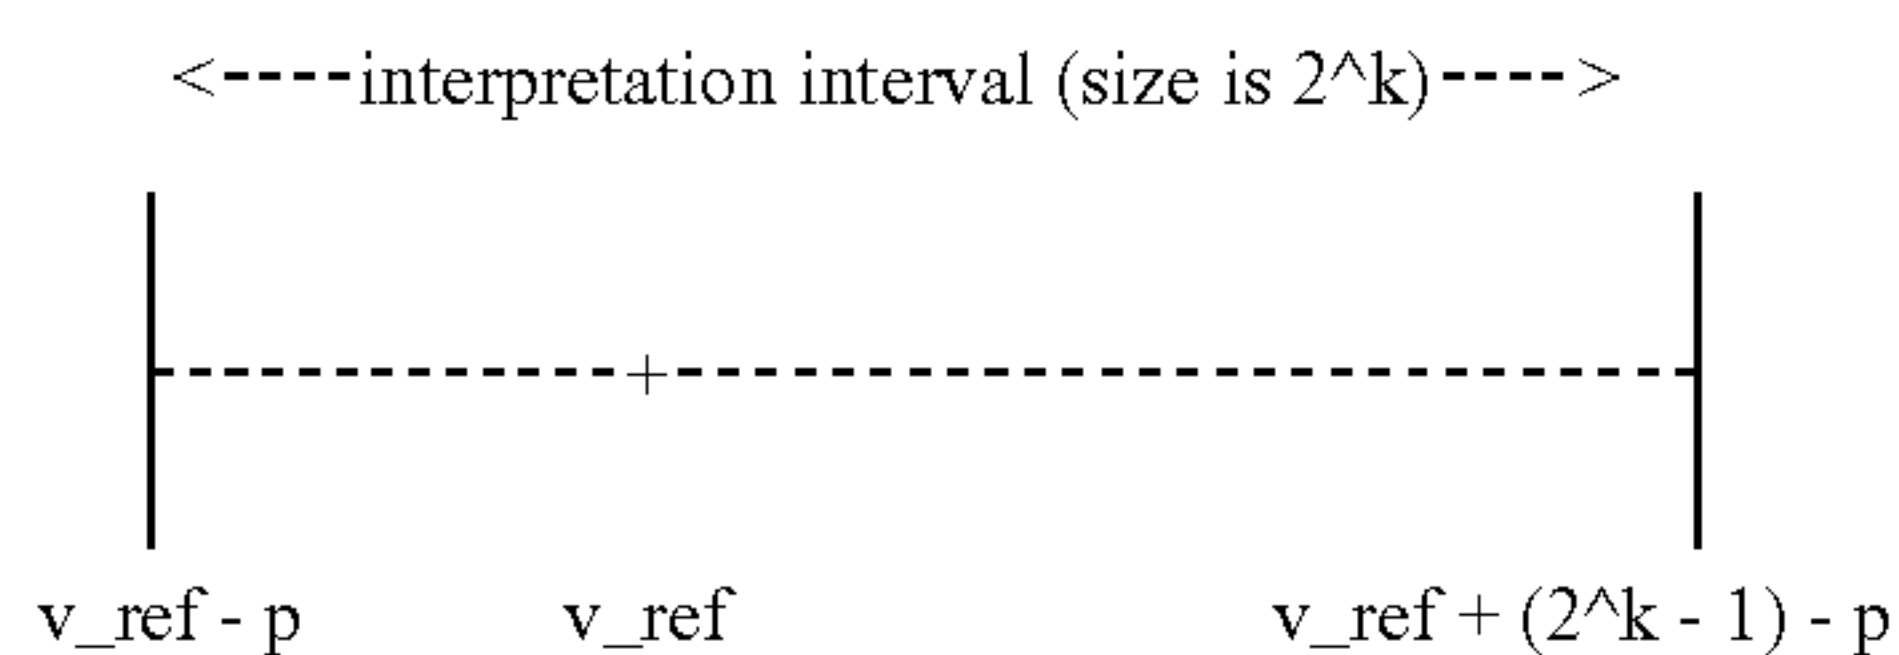 <----interpretation interval (size is 2^k)---->
v_ref - p v_ref v_ref + (2^k - 1) - p